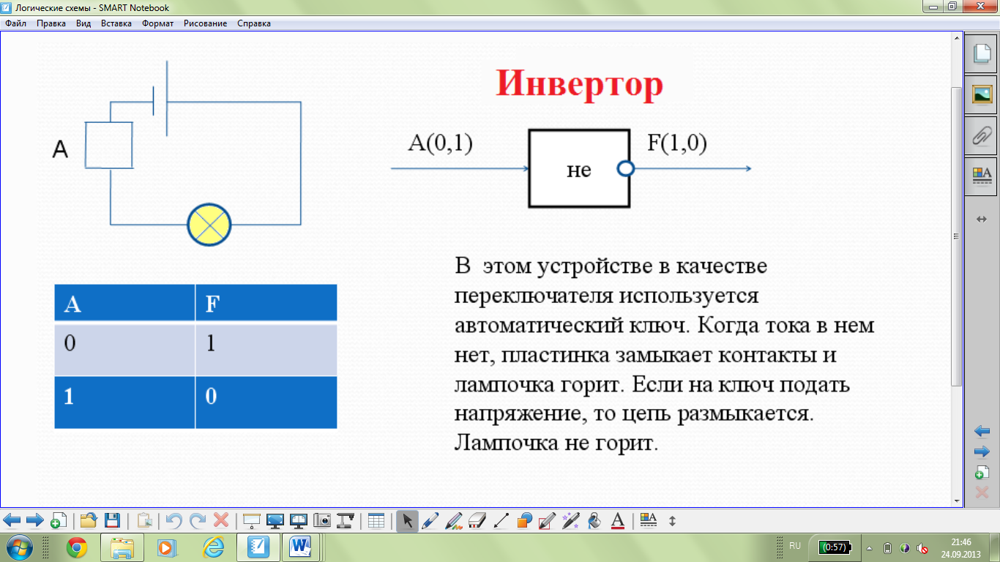 Логические схемы - SMART Notebook
Файл Правка Вид Вставка Формат Рисование Справка
Инвертор
А
А(0,1)
F(1,0)
не
A F
0 1
1 0
В этом устройстве в качестве
переключателя используется
автоматический ключ. Когда тока в нем
нет, пластинка замыкает контакты и
лампочка горит. Если на ключ подать
напряжение, то цепь размыкается.
Лампочка не горит.
RU
(0:57)
21:46
24.09.2013